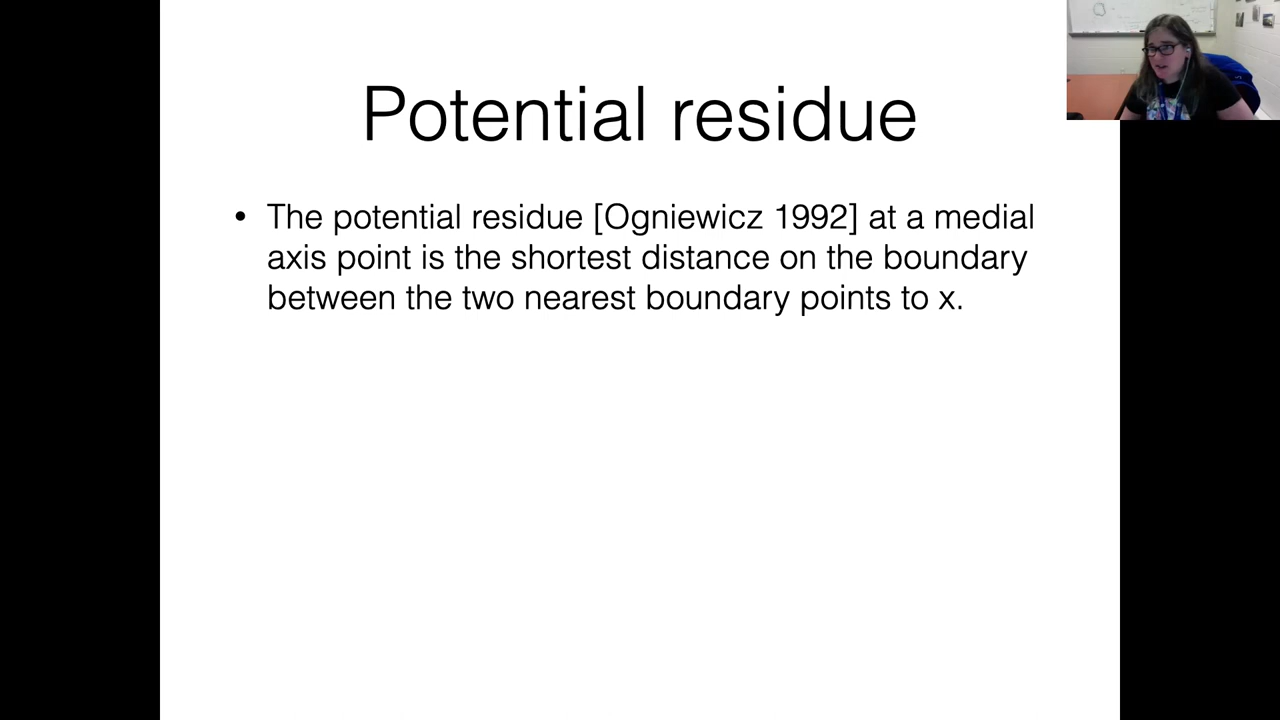 Potential residue
• The potential residue [Ogniewicz 1992] at a medial
axis point is the shortest distance on the boundary
between the two nearest boundary points to x.